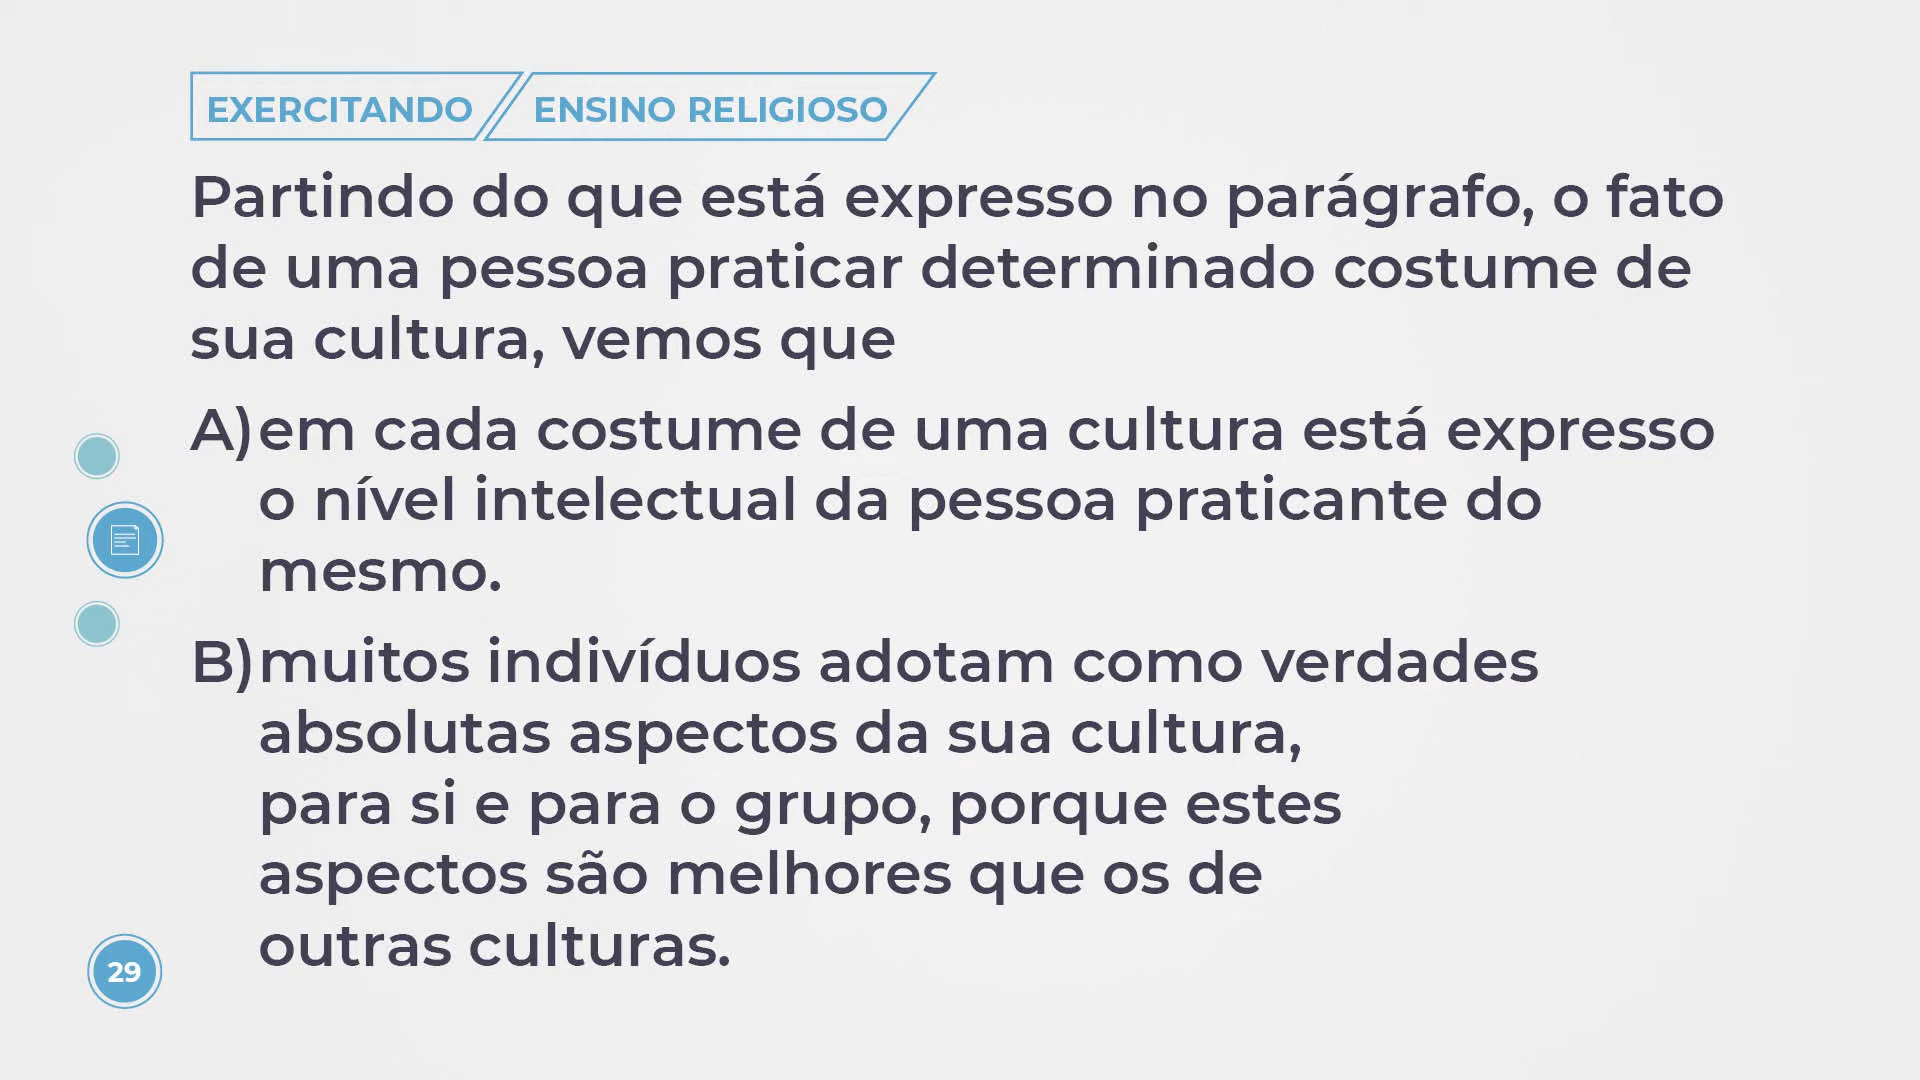 EXERCITANDO ENSINO RELIGIOSO
Partindo do que está expresso no parágrafo, o fato
de uma pessoa praticar determinado costume de
sua cultura, vemos que
A) em cada costume de uma cultura está expresso
o nível intelectual da pessoa praticante do
mesmo.
B) muitos indivíduos adotam como verdades
absolutas aspectos da sua cultura,
para si e para o grupo, porque estes
aspectos são melhores que os de
outras culturas.
29